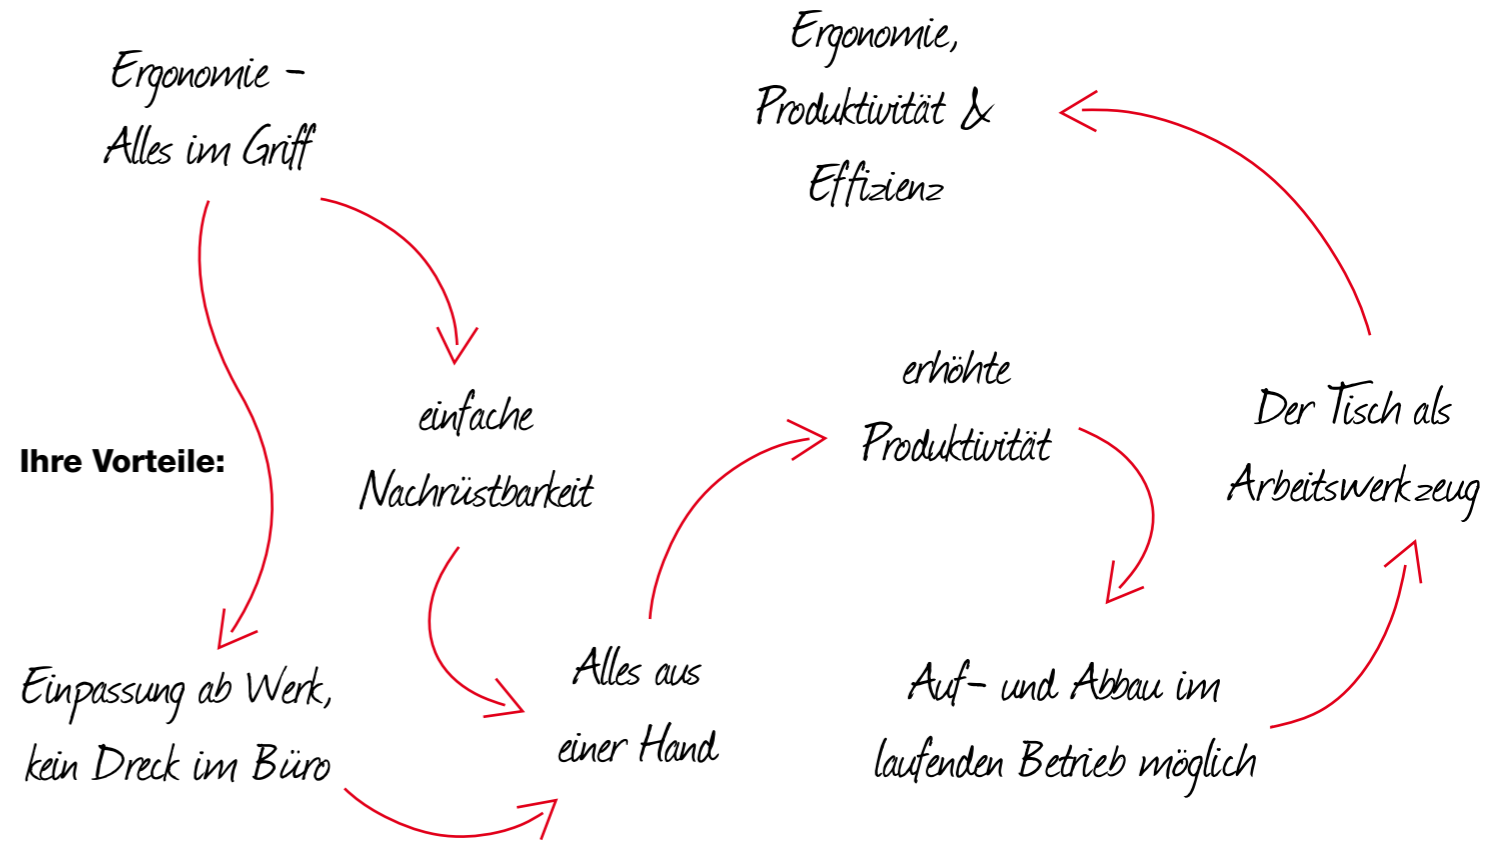 Ergonomie –
Alles im Griff
Ihre Vorteile:
einfache
Nachrüstbarkeit
Einpassung ab Werk,
kein Dreck im Büro
Alles aus
einer Hand
erhöhte
Produktivität
Auf- und Abbau im
laufenden Betrieb möglich
Der Tisch als
Arbeitswerkzeug
Ergonomie,
Produktivität &
Effizienz